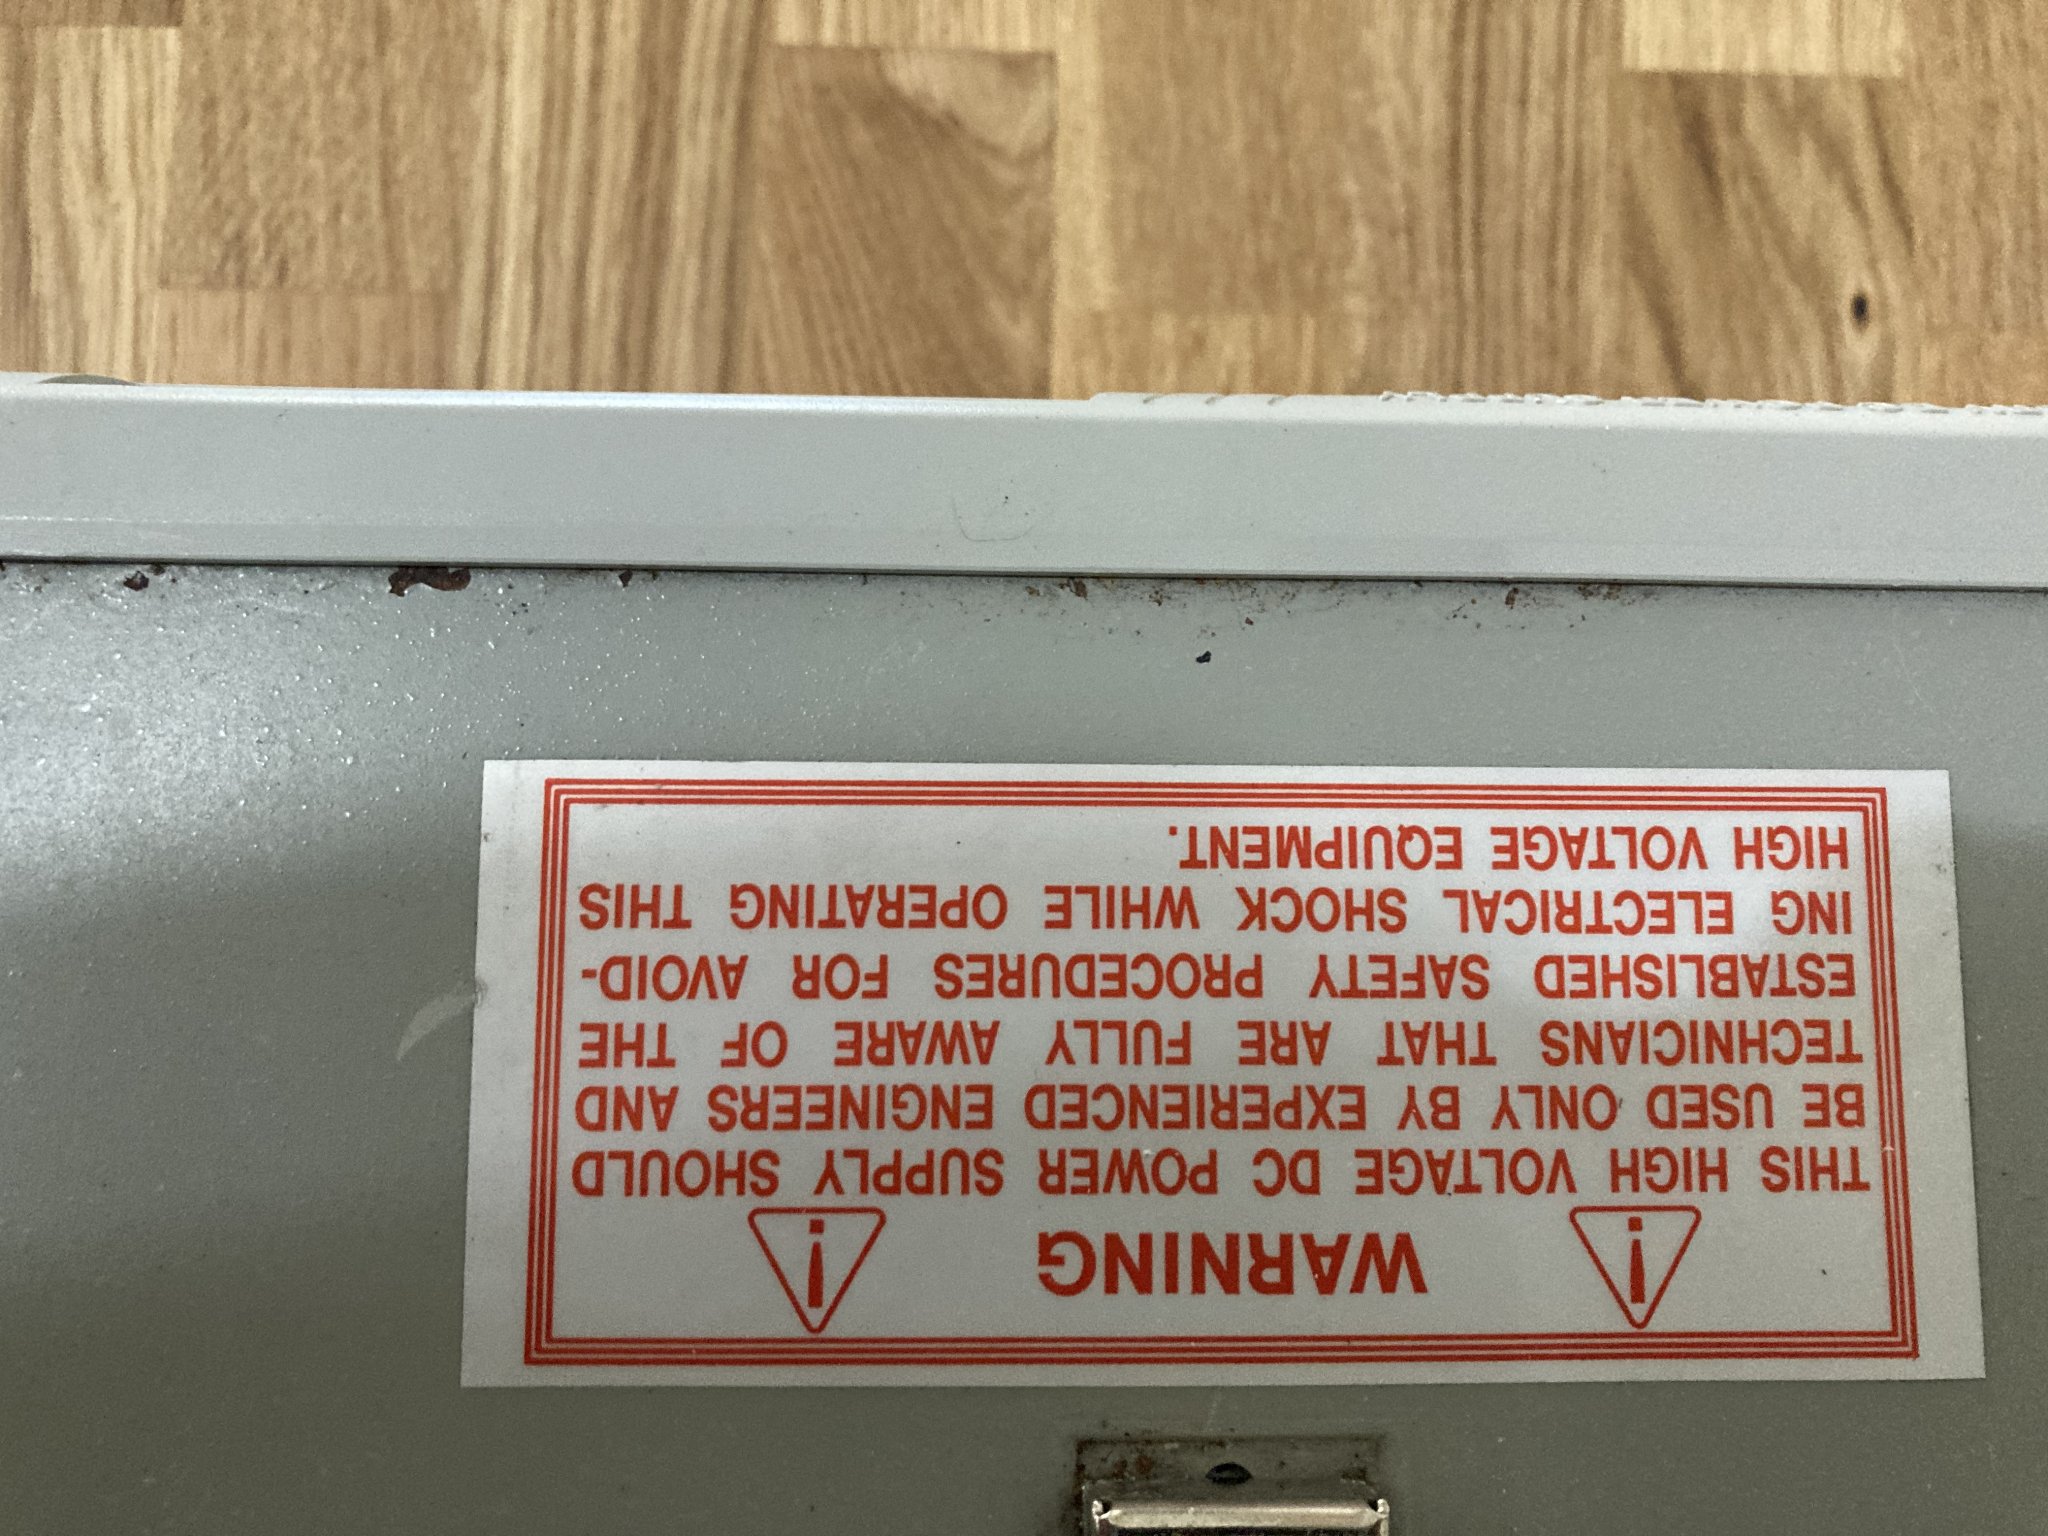 WARNING
THIS HIGH VOLTAGE DC POWER SUPPLY SHOULD
BE USED ONLY BY EXPERIENCED ENGINEERS AND
TECHNICIANS THAT ARE FULLY AWARE OF THE
ESTABLISHED SAFETY PROCEDURES FOR AVOID-
ING ELECTRICAL SHOCK WHILE OPERATING THIS
HIGH VOLTAGE EQUIPMENT.